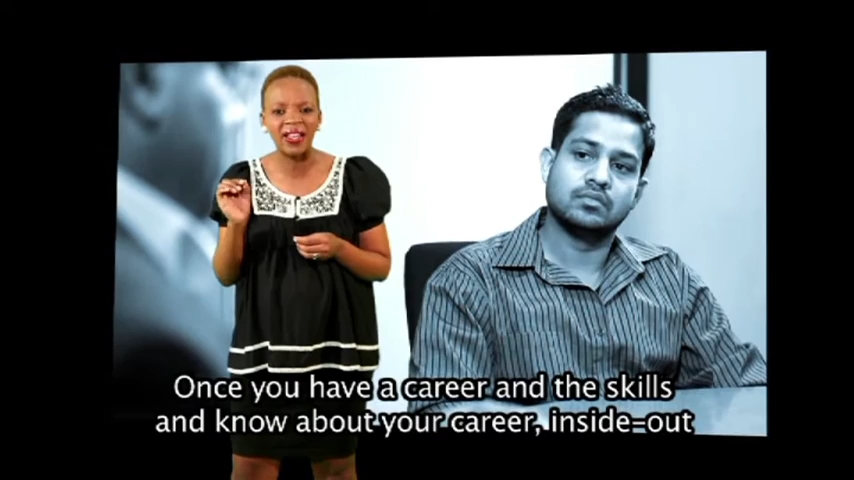 Once you have a career and the skills
and know about your career, inside-out